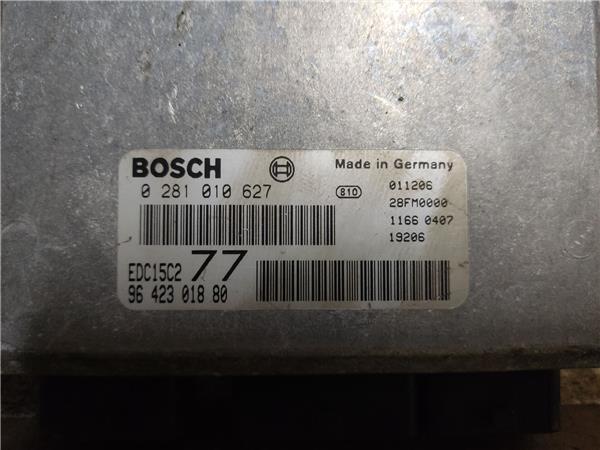 BOSCH Made in Germany
0 281 010 627 810 011206
28FM0000
1166 0407
19206
EDC15C2 77
96 423 018 80